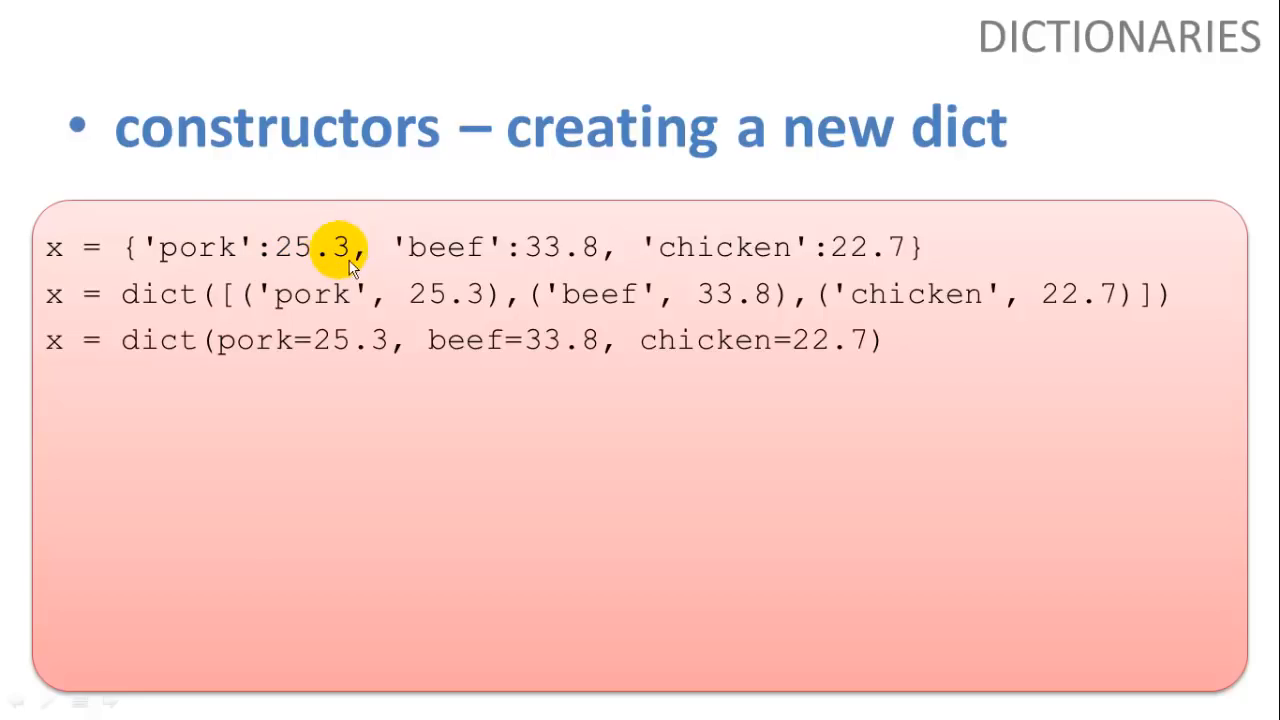 DICTIONARIES
• constructors – creating a new dict
x = {'pork':25.3, 'beef':33.8, 'chicken':22.7}
x = dict([('pork', 25.3),('beef', 33.8),('chicken', 22.7)])
x = dict(pork=25.3, beef=33.8, chicken=22.7)